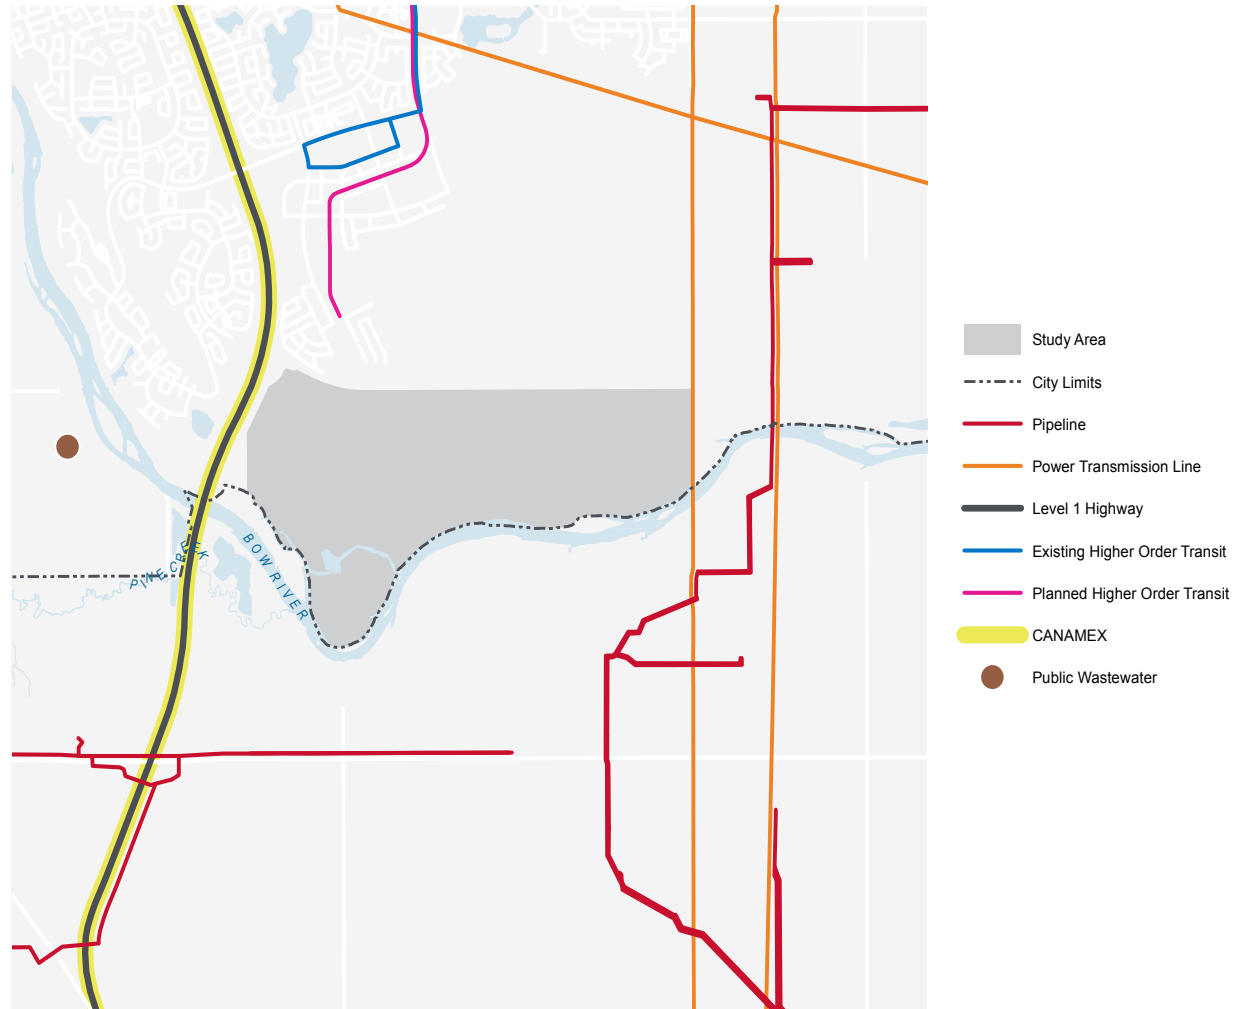 PINE CREEK
BOW RIVER
Study Area
City Limits
Pipeline
Power Transmission Line
Level 1 Highway
Existing Higher Order Transit
Planned Higher Order Transit
CANAMEX
Public Wastewater